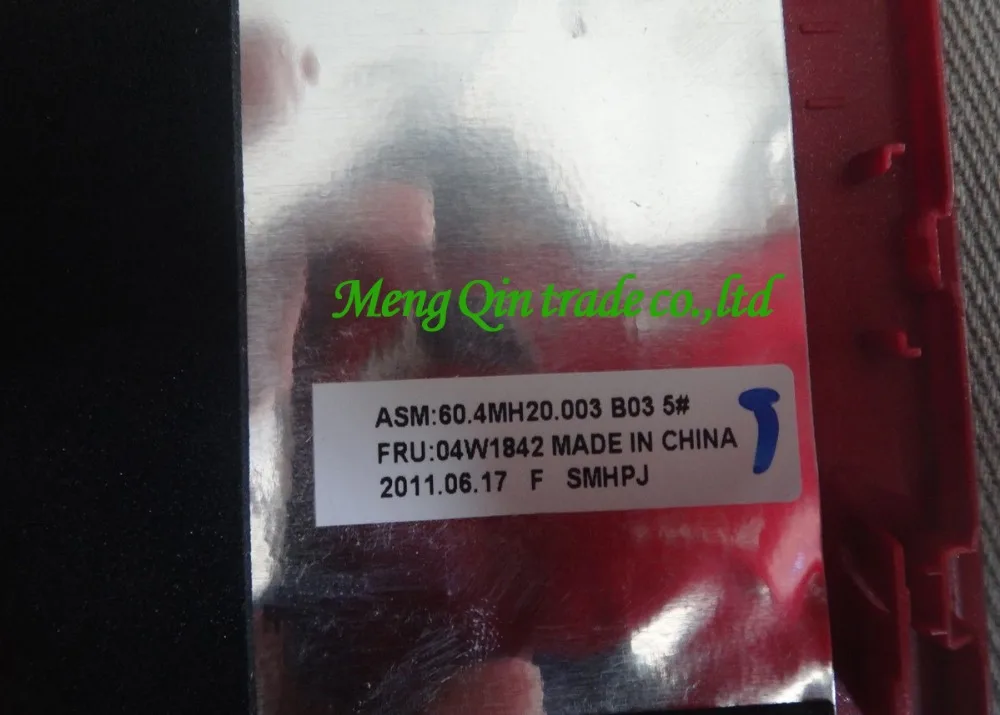 Meng Qin trade co.,ltd
ASM:60.4MH20.003 B03 5#
FRU:04W1842 MADE IN CHINA
2011.06.17 F SMHPJ